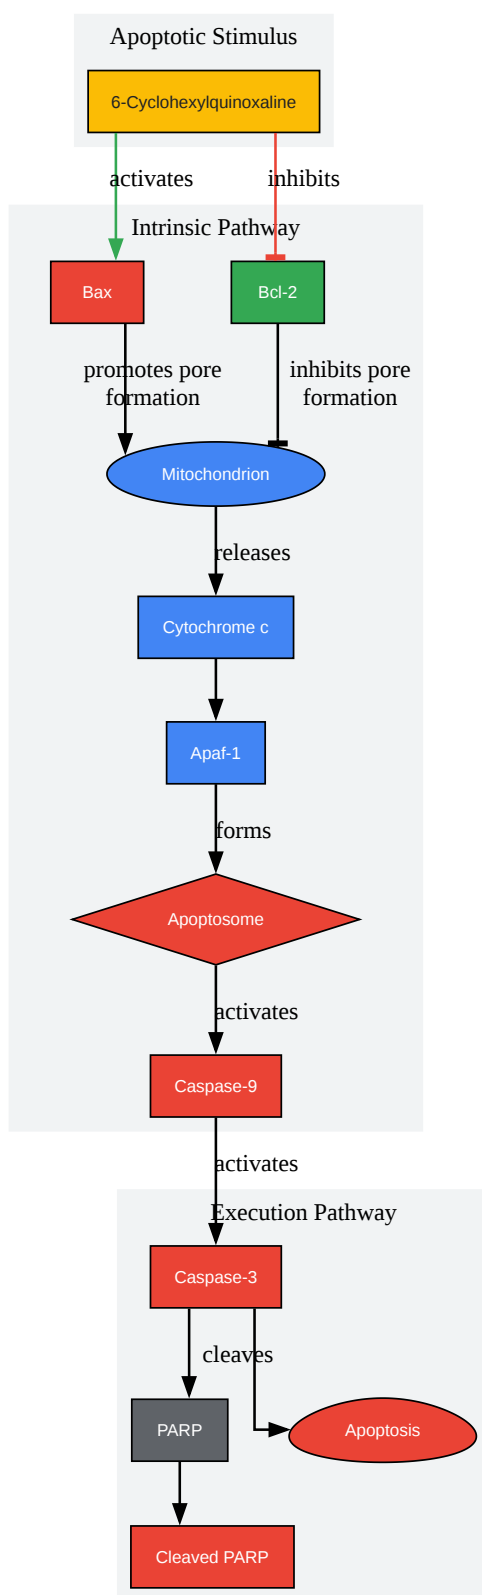 Apoptotic Stimulus
6-Cyclohexylquinoxaline
activates
inhibits
Intrinsic Pathway
Bax
Bcl-2
promotes pore
formation
inhibits pore
formation
Mitochondrion
releases
Cytochrome c
Apaf-1
forms
Apoptosome
activates
Caspase-9
activates
Execution Pathway
Caspase-3
cleaves
PARP
Apoptosis
Cleaved PARP